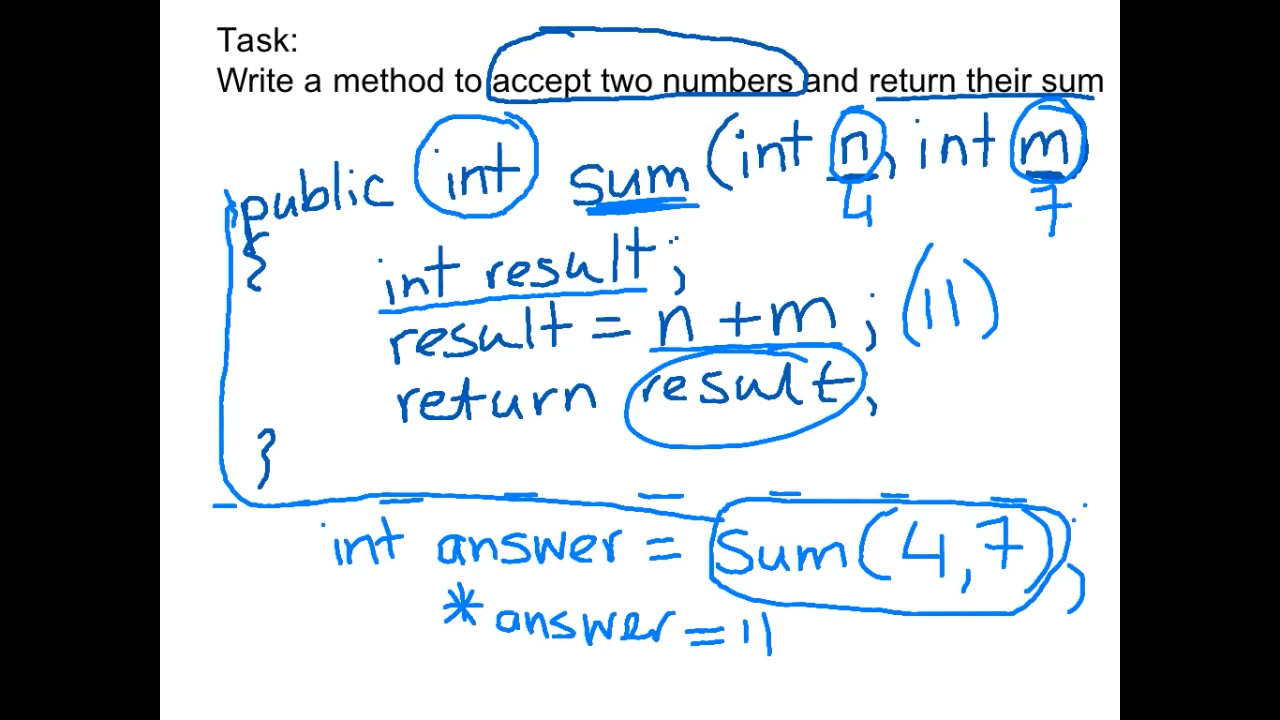 Task:
Write a method to accept two numbers and return their sum
public int sum (int n, int m)
4 7
{
int result;
result = n + m; (11)
return result;
}
int answer = sum(4,7);
* answer = 11